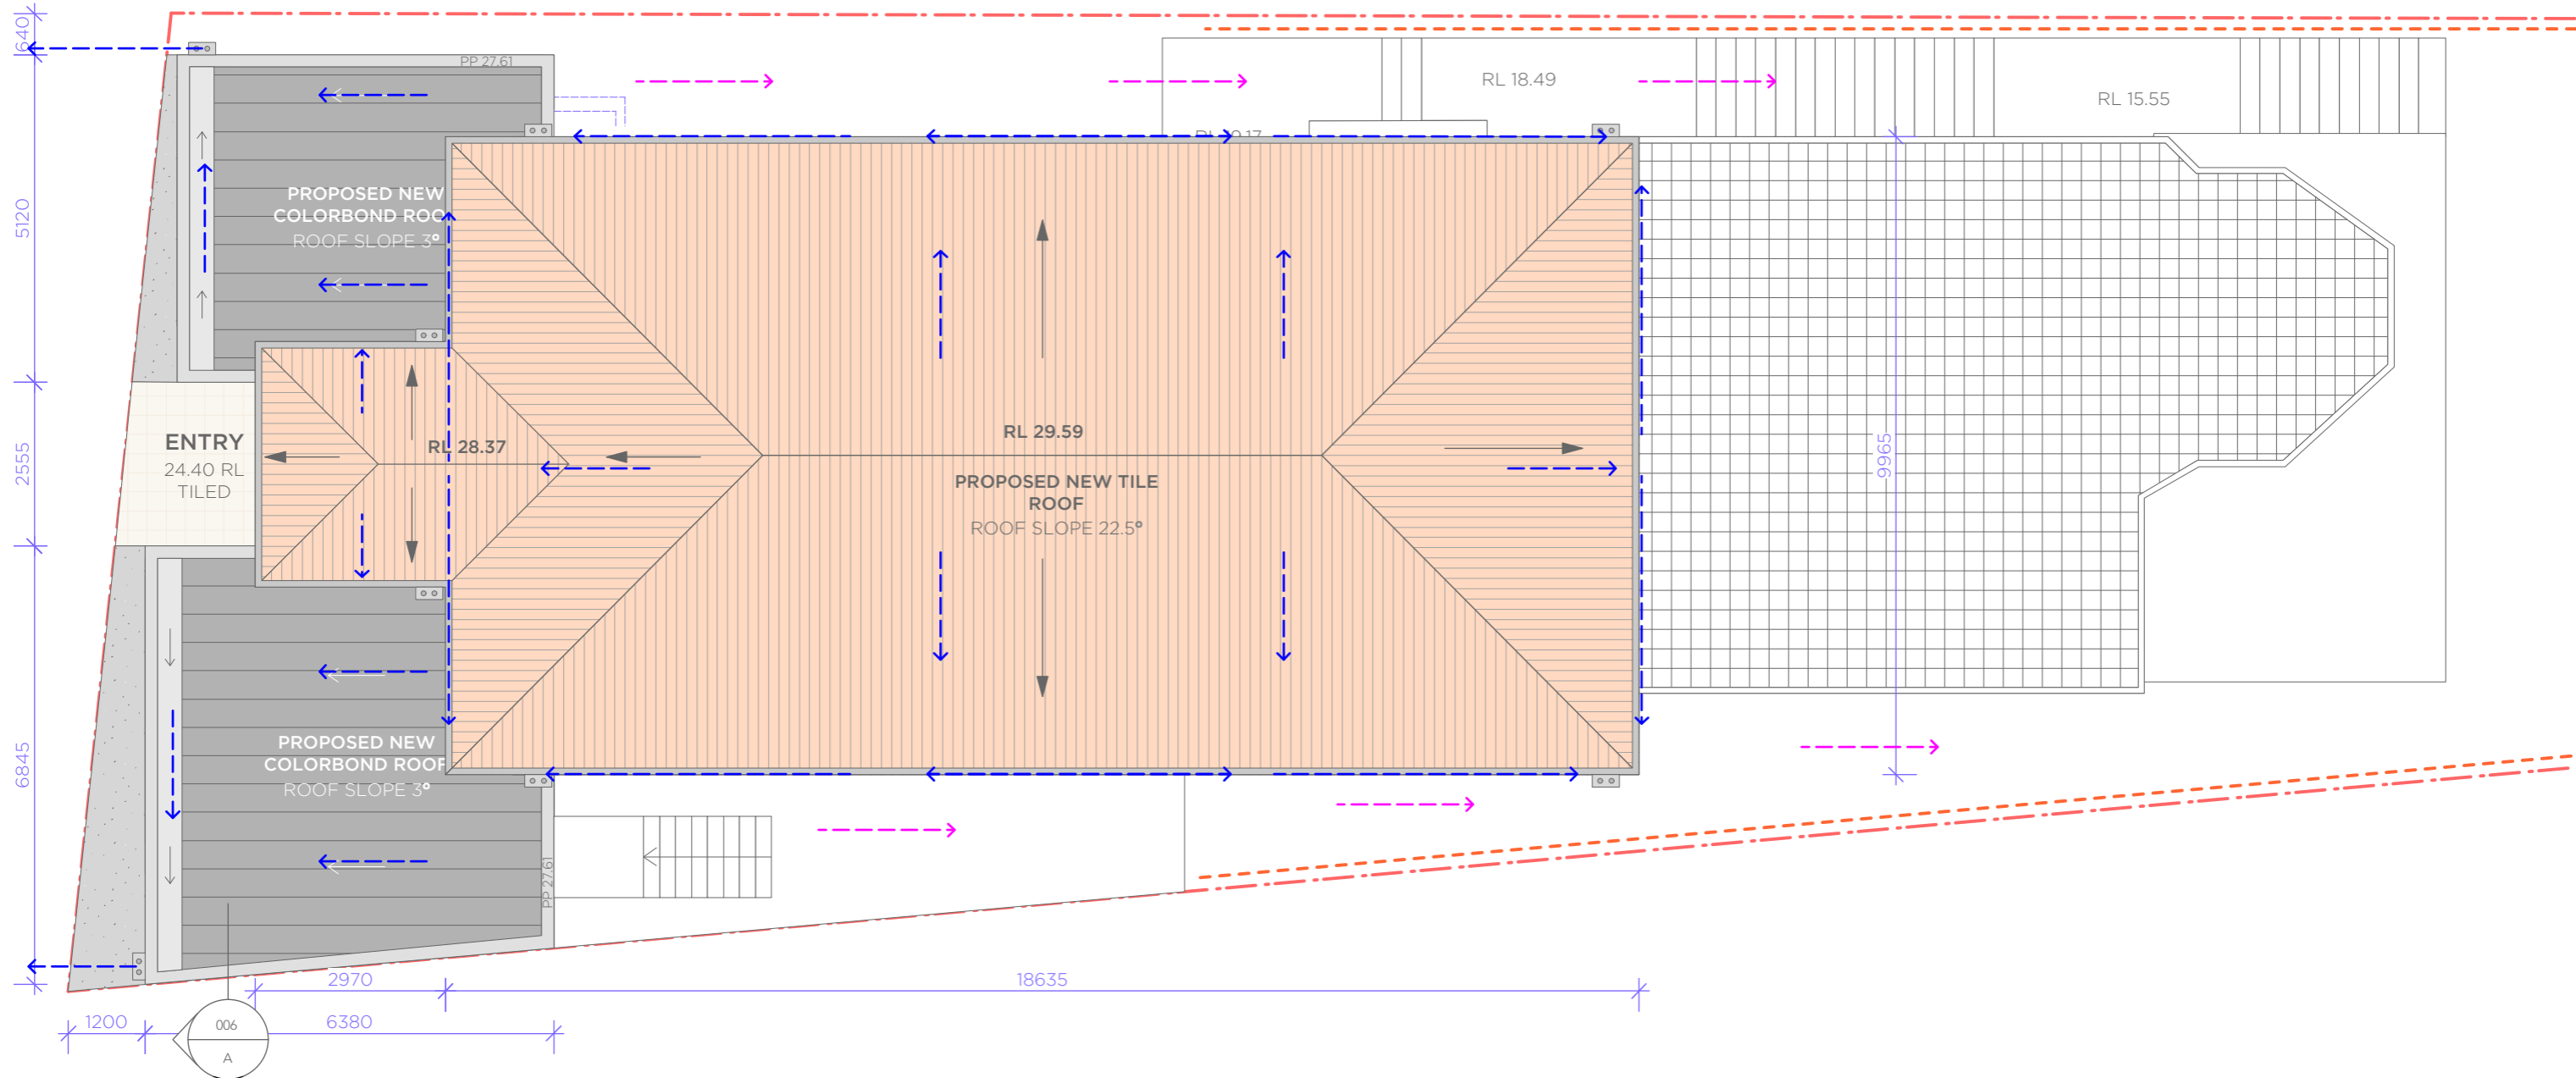 640
PP 27.61
RL 18.49
RL 15.55
5120
PROPOSED NEW
COLORBOND ROO
ROOF SLOPE 3°
ENTRY
24.40 RL
TILED
RL 28.37
RL 29.59
PROPOSED NEW TILE
ROOF
ROOF SLOPE 22.5°
2555
9965
6845
PROPOSED NEW
COLORBOND ROOF
ROOF SLOPE 3°
PP 27.61
2970
18635
1200
6380
006
A